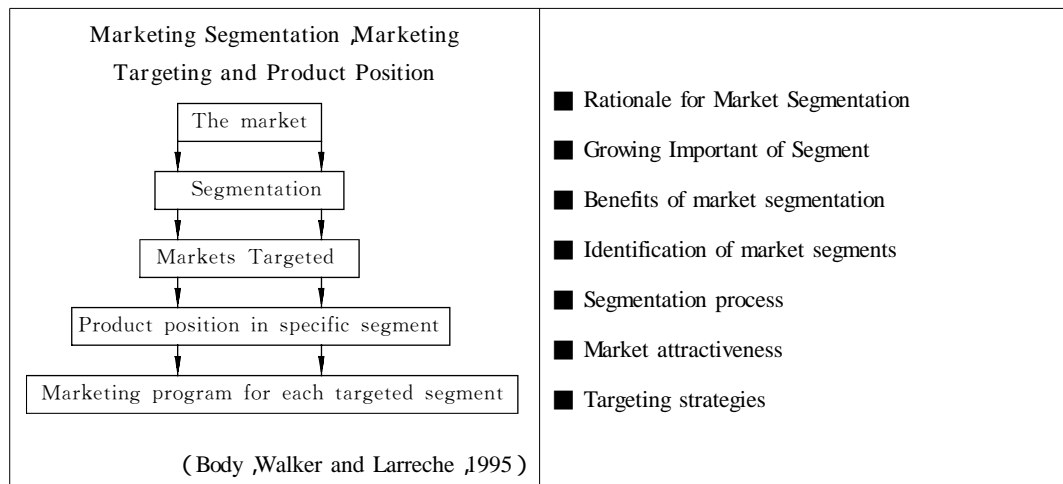 Marketing Segmentation ,Marketing
Targeting and Product Position
The market
Segmentation
Markets Targeted
Product position in specific segment
Marketing program for each targeted segment
( Body ,Walker and Larreche ,1995 )
■ Rationale for Market Segmentation
■ Growing Important of Segment
■ Benefits of market segmentation
■ Identification of market segments
■ Segmentation process
■ Market attractiveness
■ Targeting strategies